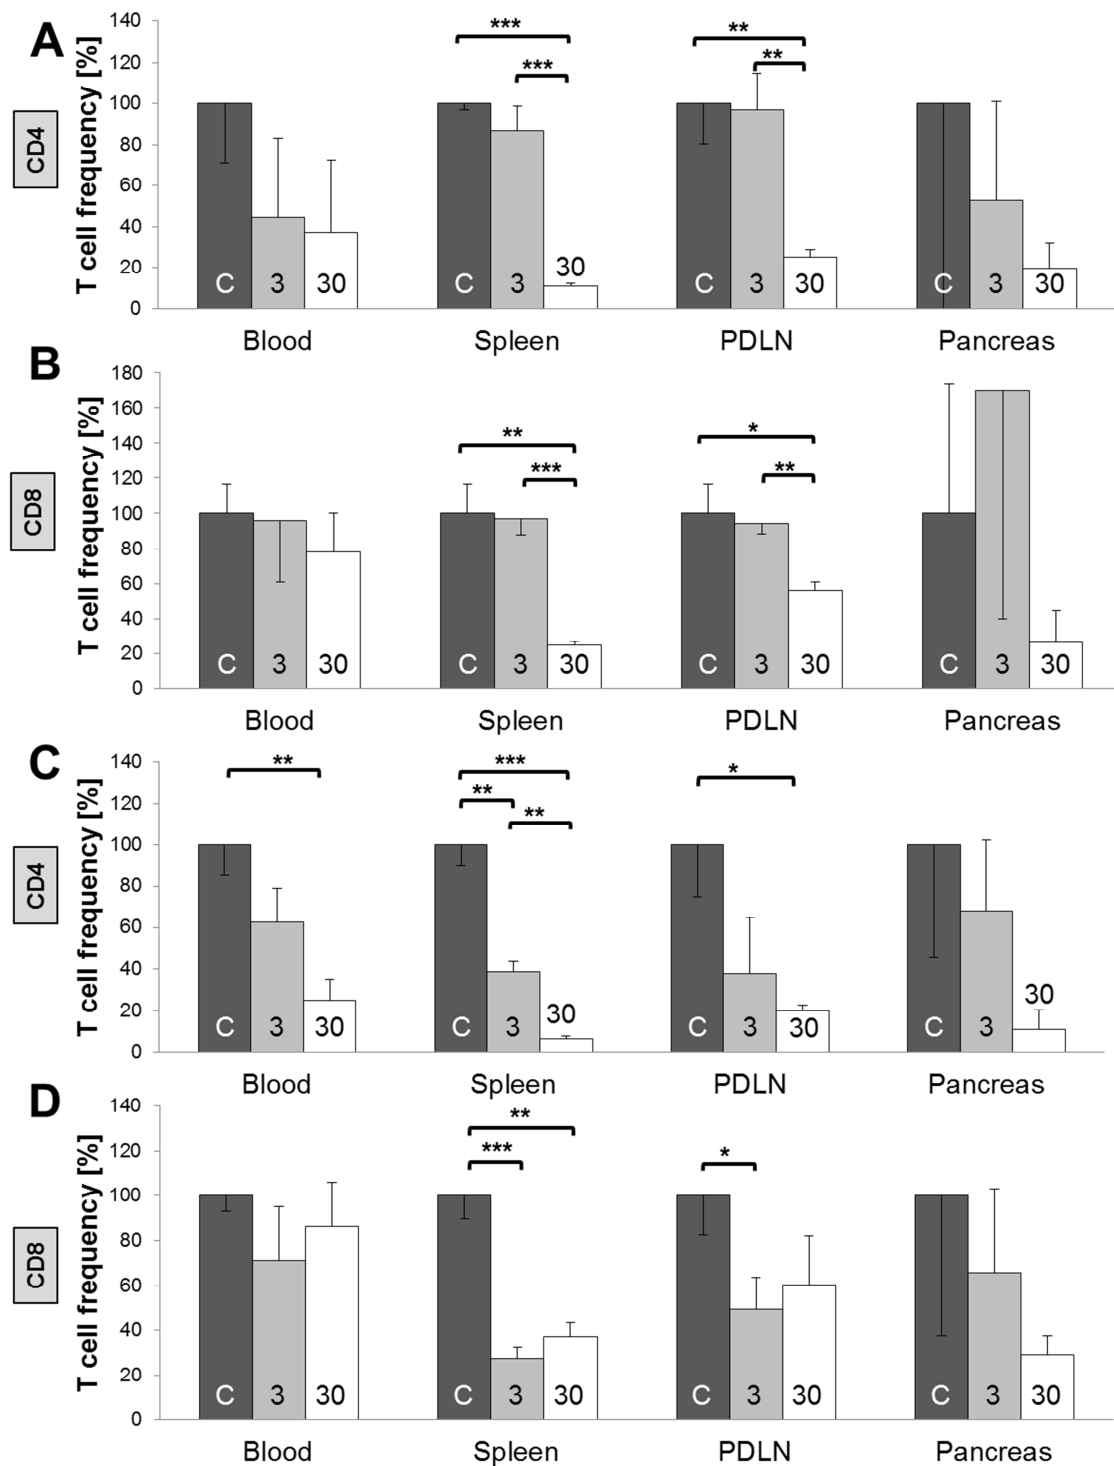 A
CD4
T cell frequency [%]
140
120
100
80
60
40
20
0
*** *** ** **
C 3 30 C 3 30 C 3 30 C 3 30
Blood Spleen PDLN Pancreas
B
CD8
T cell frequency [%]
180
160
140
120
100
80
60
40
20
0
** *** * **
C 3 30 C 3 30 C 3 30 C 3 30
Blood Spleen PDLN Pancreas
C
CD4
T cell frequency [%]
140
120
100
80
60
40
20
0
** *** ** ** *
C 3 30 C 3 30 C 3 30 C 3 30
Blood Spleen PDLN Pancreas
D
CD8
T cell frequency [%]
140
120
100
80
60
40
20
0
** *** *
C 3 30 C 3 30 C 3 30 C 3 30
Blood Spleen PDLN Pancreas